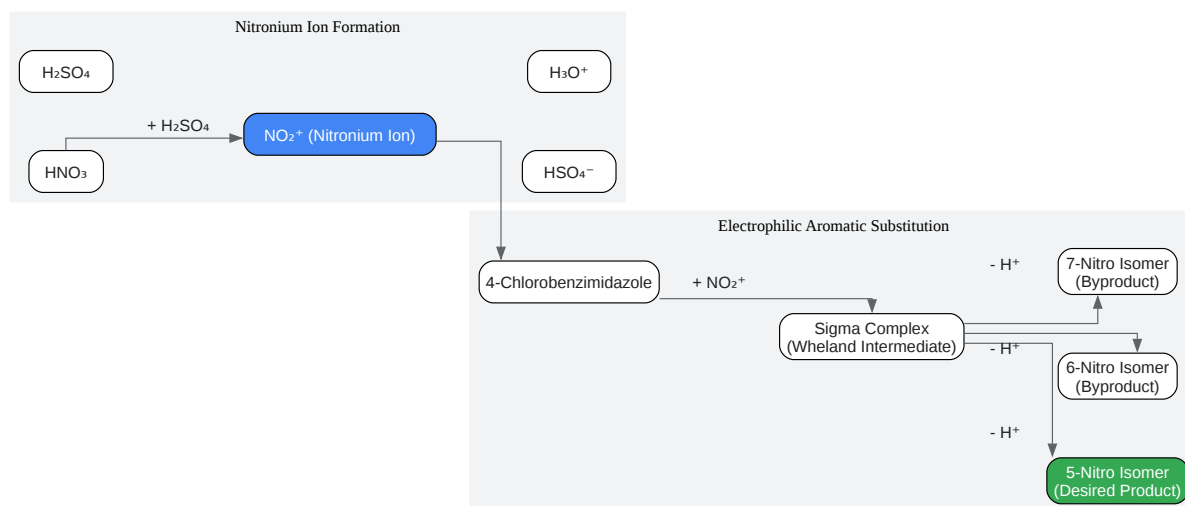 Nitronium Ion Formation
H₂SO₄
H₃O⁺
+ H₂SO₄
NO₂⁺ (Nitronium Ion)
HNO₃
HSO₄⁻
Electrophilic Aromatic Substitution
- H⁺
7-Nitro Isomer
(Byproduct)
4-Chlorobenzimidazole
+ NO₂⁺
Sigma Complex
(Wheland Intermediate)
- H⁺
6-Nitro Isomer
(Byproduct)
- H⁺
5-Nitro Isomer
(Desired Product)